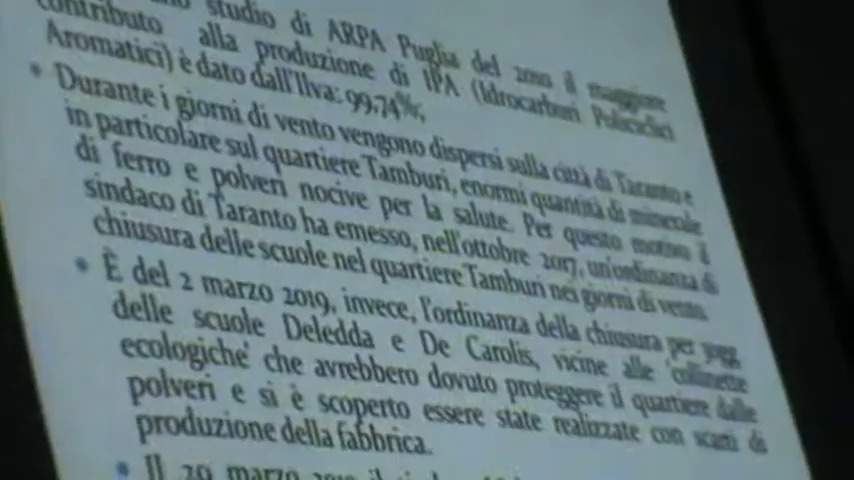 studio di ARPA Puglia del 2010 il maggiore
contributo alla produzione di IPA (Idrocarburi Policiclici
Aromatici) è dato dall'Ilva: 99,74%;
• Durante i giorni di vento vengono dispersi sulla città di Taranto e
in particolare sul quartiere Tamburi, enormi quantità di minerale
di ferro e polveri nocive per la salute. Per questo motivo il
sindaco di Taranto ha emesso, nell'ottobre 2017, un'ordinanza di
chiusura delle scuole nel quartiere Tamburi nei giorni di vento.
• È del 2 marzo 2019, invece, l'ordinanza della chiusura per 30gg
delle scuole Deledda e De Carolis, vicine alle 'collinette
ecologiche' che avrebbero dovuto proteggere il quartiere dalle
polveri e si è scoperto essere state realizzate con scarti di
produzione della fabbrica.
• Il 29 marzo